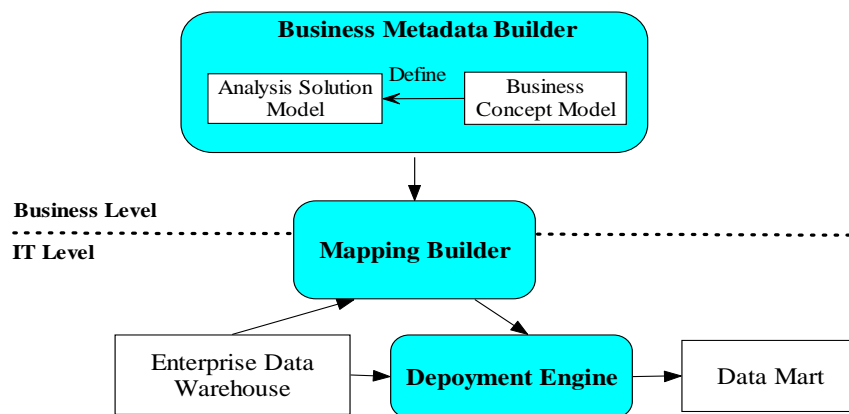 Business Metadata Builder
Define
Analysis Solution
Model
Business
Concept Model
Business Level
IT Level
Mapping Builder
Enterprise Data
Warehouse
Depoyment Engine
Data Mart